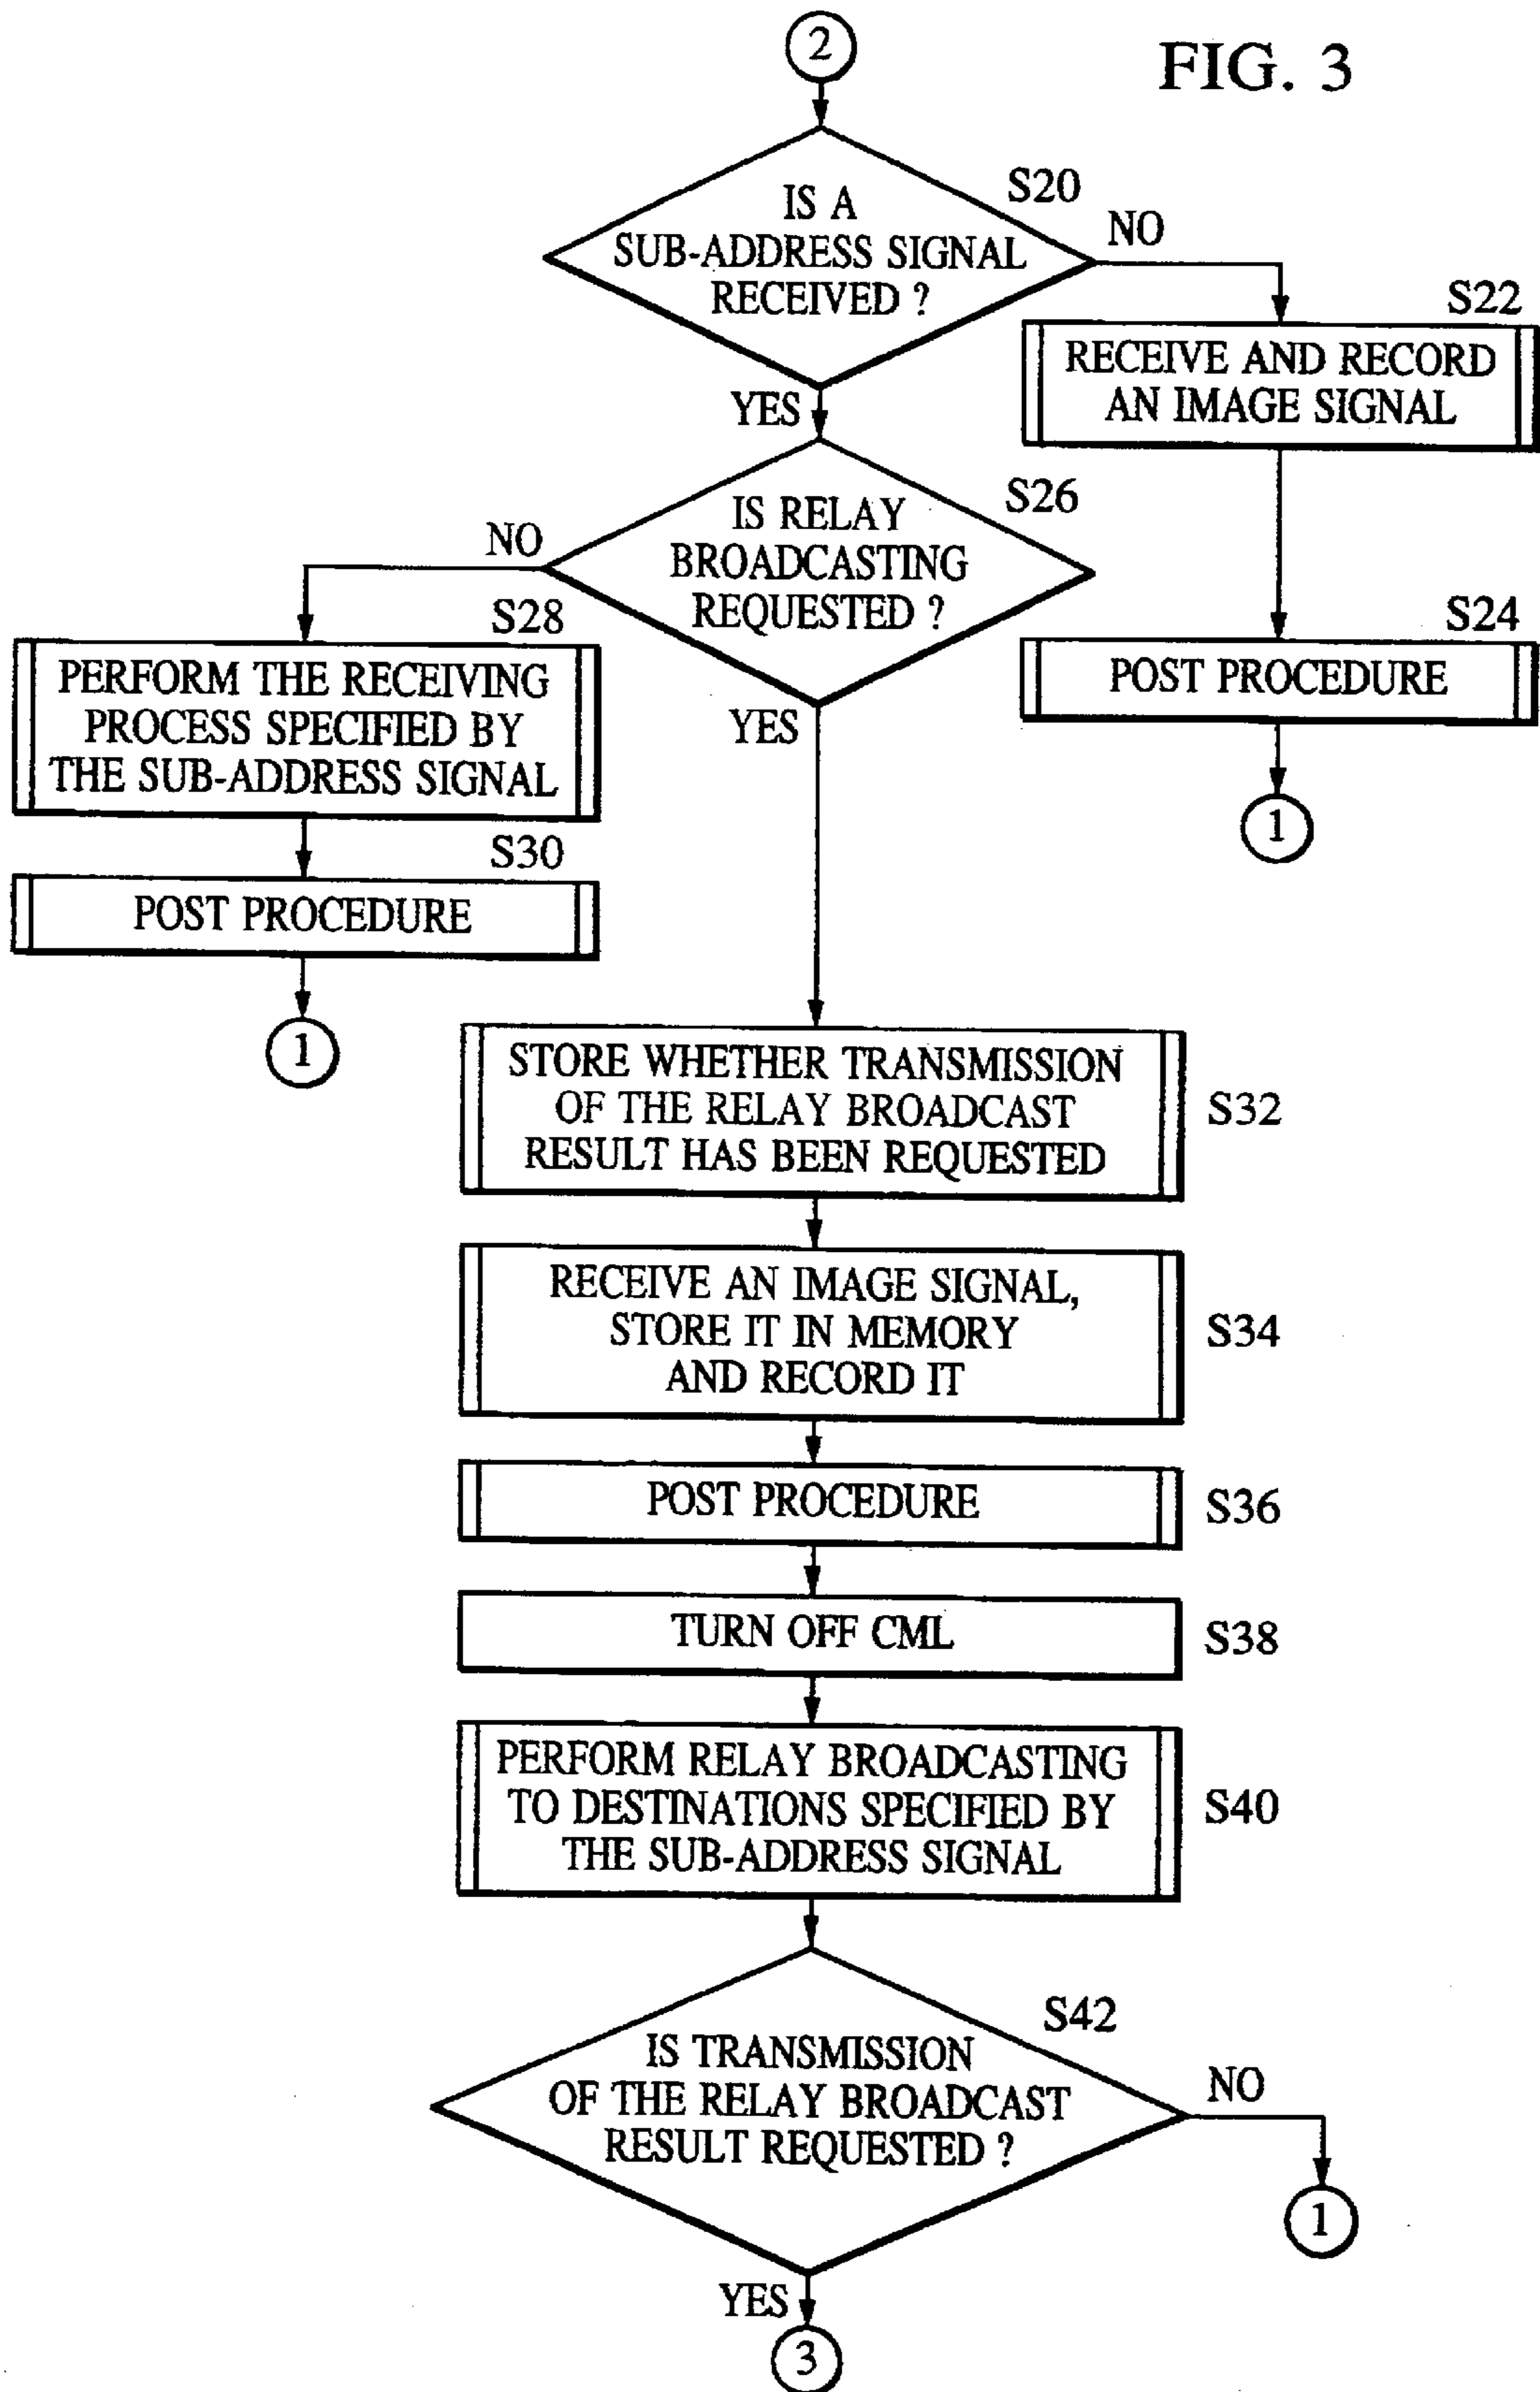 2
FIG. 3
S20
IS A
SUB-ADDRESS SIGNAL
RECEIVED ?
NO
YES
S22
RECEIVE AND RECORD
AN IMAGE SIGNAL
S26
IS RELAY
BROADCASTING
REQUESTED ?
NO
YES
S24
POST PROCEDURE
1
S28
PERFORM THE RECEIVING
PROCESS SPECIFIED BY
THE SUB-ADDRESS SIGNAL
S30
POST PROCEDURE
1
STORE WHETHER TRANSMISSION
OF THE RELAY BROADCAST
RESULT HAS BEEN REQUESTED
S32
RECEIVE AN IMAGE SIGNAL,
STORE IT IN MEMORY
AND RECORD IT
S34
POST PROCEDURE
S36
TURN OFF CML
S38
PERFORM RELAY BROADCASTING
TO DESTINATIONS SPECIFIED BY
THE SUB-ADDRESS SIGNAL
S40
S42
IS TRANSMISSION
OF THE RELAY BROADCAST
RESULT REQUESTED ?
NO
1
YES
3